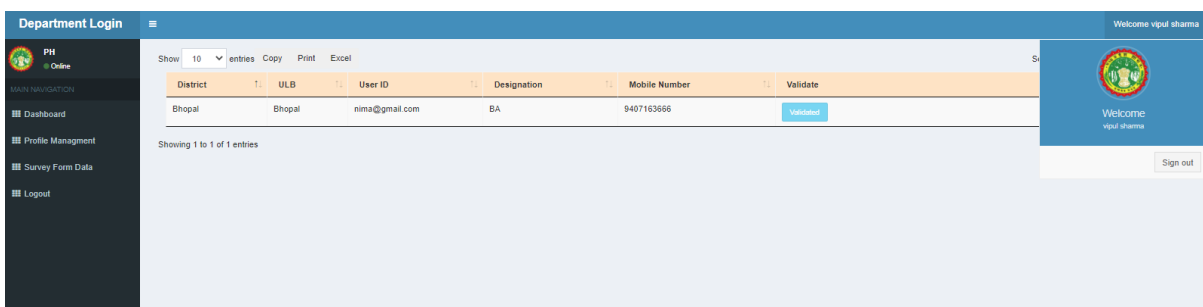 Department Login
Welcome vipul sharma
PH
Online
MAIN NAVIGATION
Dashboard
Profile Managment
Survey Form Data
Logout
Show 10 entries Copy Print Excel
District ULB User ID Designation Mobile Number Validate
Bhopal Bhopal nima@gmail.com BA 9407163666 Validated
Showing 1 to 1 of 1 entries
Welcome
vipul sharma
Sign out